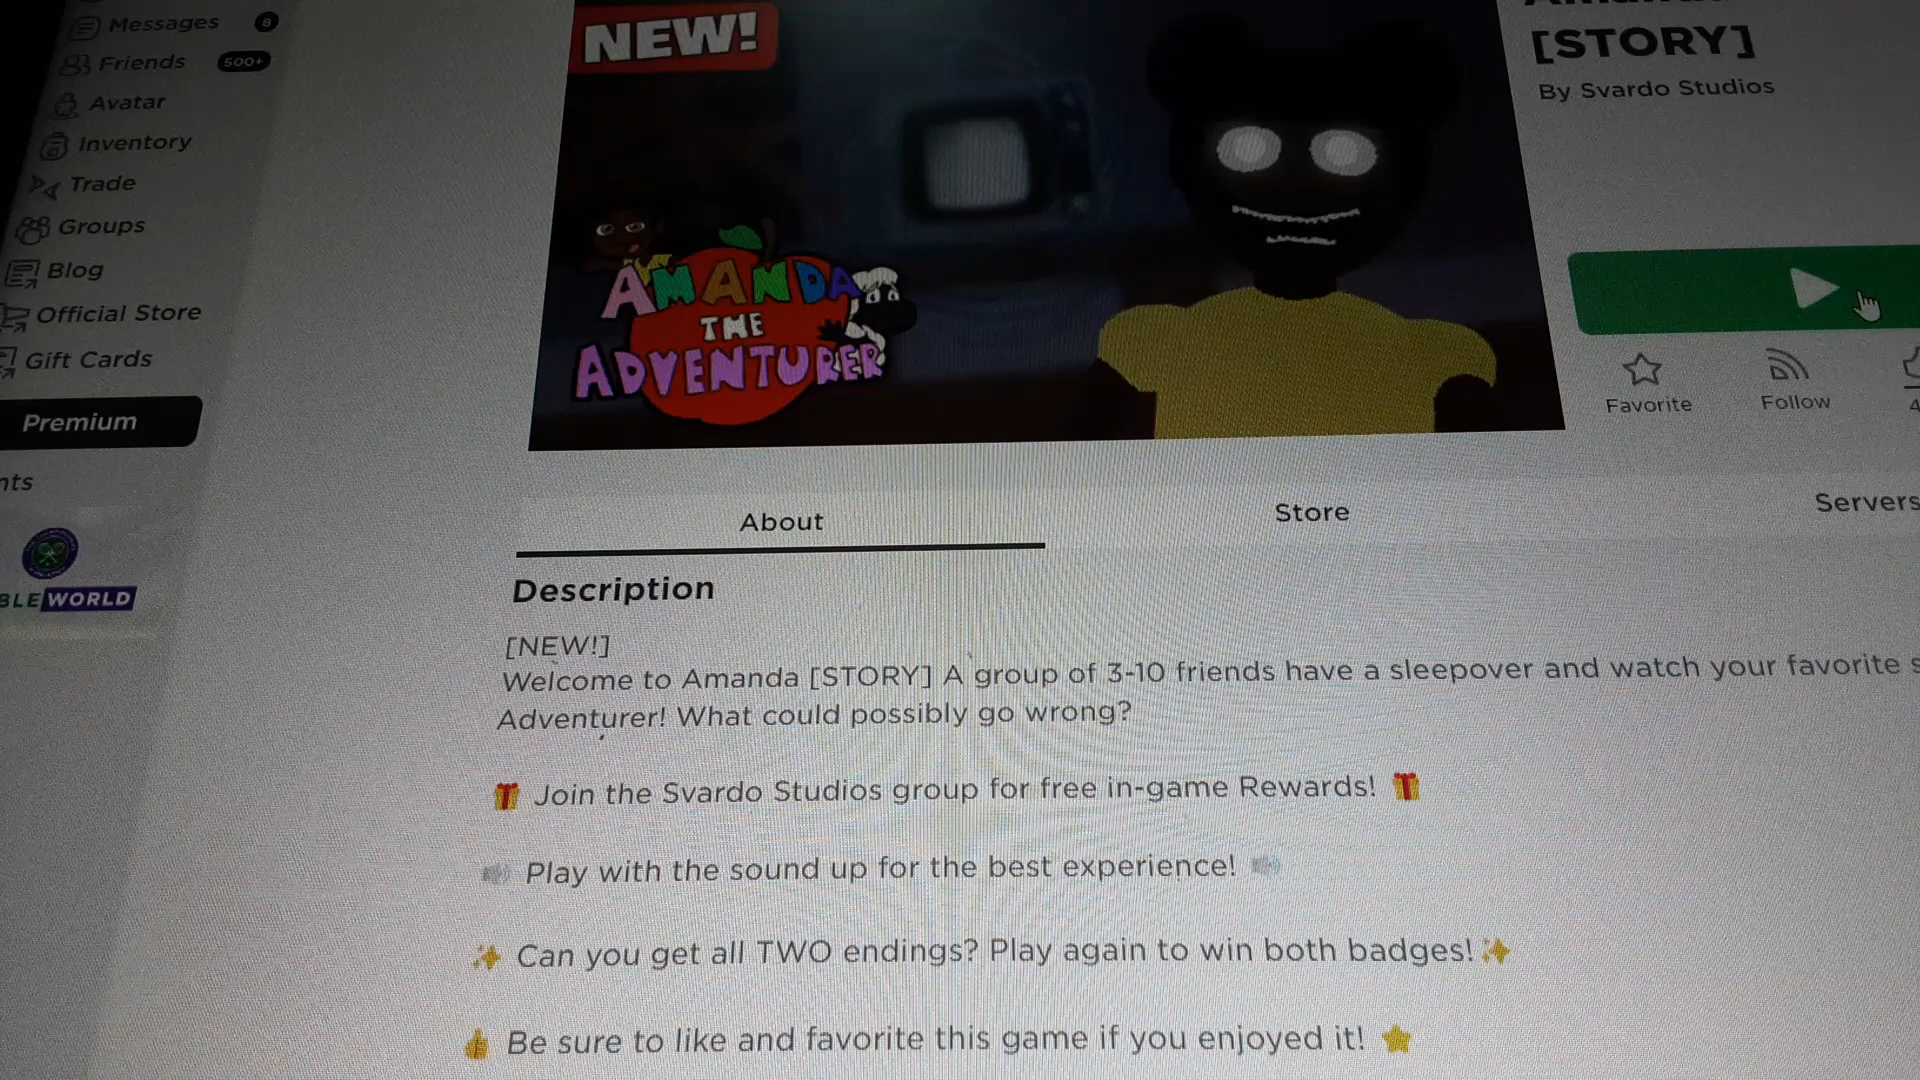 Messages 8
Friends 500+
Avatar
Inventory
Trade
Groups
Blog
Official Store
Gift Cards
Premium
WORLD
NEW!
AMANDA
THE
ADVENTURER
[STORY]
By Svardo Studios
Favorite
Follow
About
Store
Servers
Description
[NEW!]
Welcome to Amanda [STORY] A group of 3-10 friends have a sleepover and watch your favorite
Adventurer! What could possibly go wrong?
🎁 Join the Svardo Studios group for free in-game Rewards! 🎁
🔊 Play with the sound up for the best experience! 🔊
✨ Can you get all TWO endings? Play again to win both badges!✨
👍 Be sure to like and favorite this game if you enjoyed it! ⭐